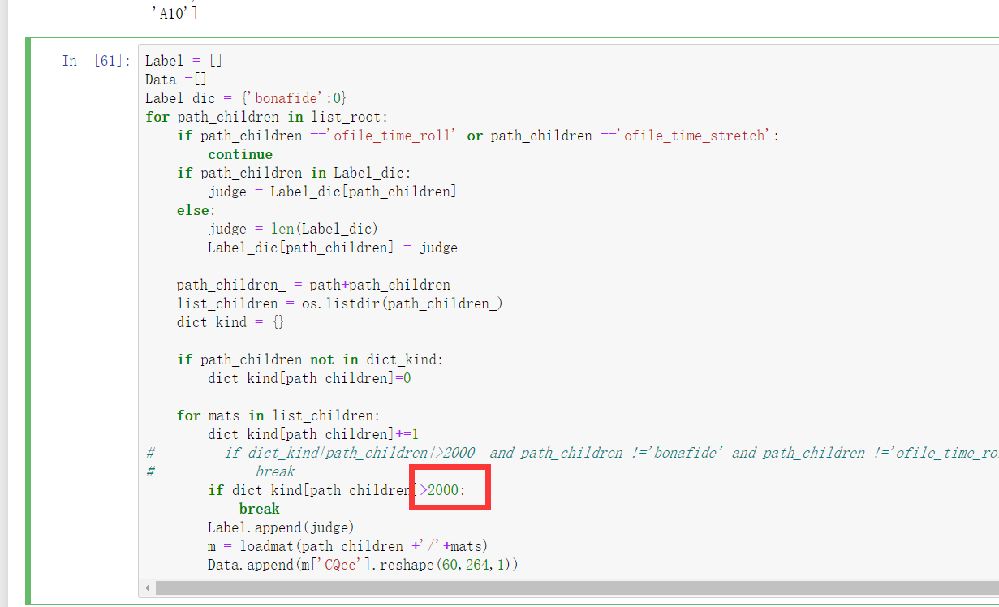 'A10']
In [61]:
Label = []
Data =[]
Label_dic = {'bonafide':0}
for path_children in list_root:
    if path_children =='ofile_time_roll' or path_children =='ofile_time_stretch':
        continue
    if path_children in Label_dic:
        judge = Label_dic[path_children]
    else:
        judge = len(Label_dic)
        Label_dic[path_children] = judge
    path_children_ = path+path_children
    list_children = os.listdir(path_children_)
    dict_kind = {}
    if path_children not in dict_kind:
        dict_kind[path_children]=0
    for mats in list_children:
        dict_kind[path_children]+=1
#         if dict_kind[path_children]>2000  and path_children !='bonafide' and path_children !='ofile_time_ro
#             break
        if dict_kind[path_children]>2000:
            break
        Label.append(judge)
        m = loadmat(path_children_+'/'+mats)
        Data.append(m['CQcc'].reshape(60,264,1))